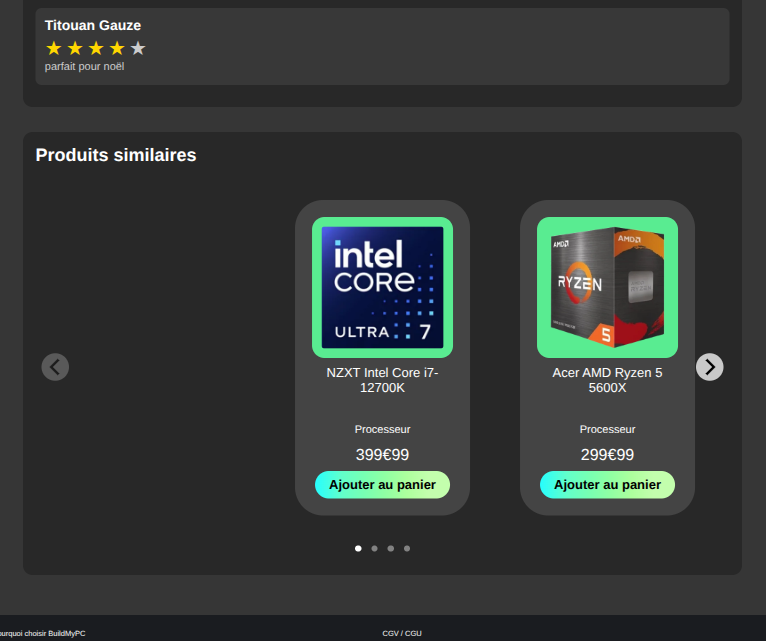 Titouan Gauze
parfait pour noël
Produits similaires
intel
CORE
ULTRA 7
NZXT Intel Core i7-
12700K
Processeur
399€99
Ajouter au panier
AMD
AMD
RYZEN
5
Acer AMD Ryzen 5
5600X
Processeur
299€99
Ajouter au panier
ourquoi choisir BuildMyPC
CGV / CGU